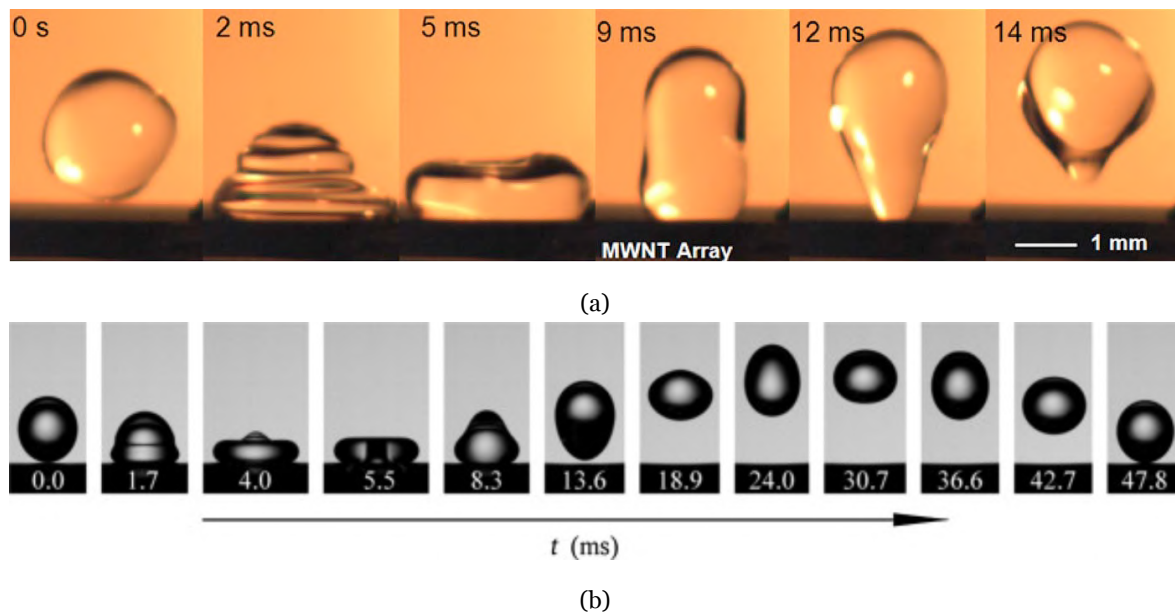 0 s 2 ms 5 ms 9 ms 12 ms 14 ms
MWNT Array 1 mm
(a)
0.0 1.7 4.0 5.5 8.3 13.6 18.9 24.0 30.7 36.6 42.7 47.8
t (ms)
(b)